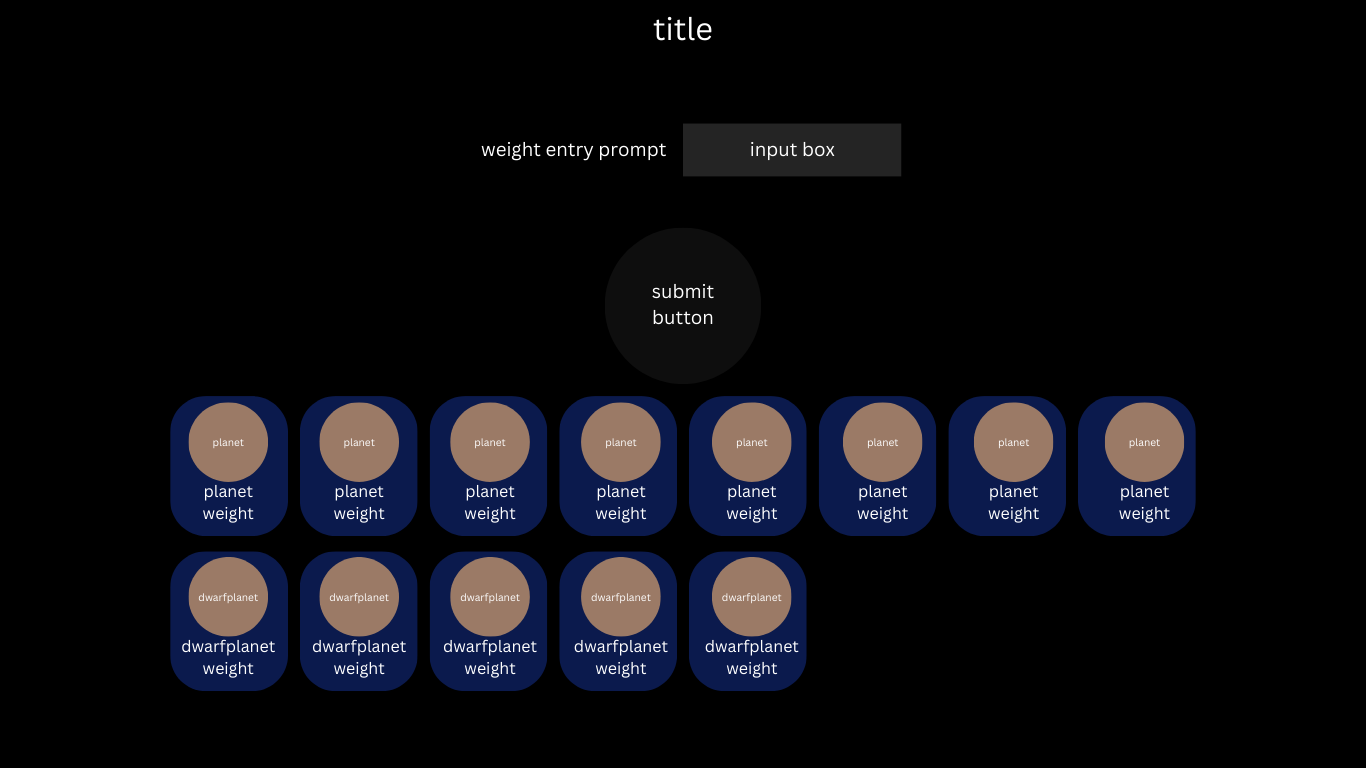 title
weight entry prompt
input box
submit
button
planet planet planet planet planet planet planet planet
planet planet planet planet planet planet planet planet
weight weight weight weight weight weight weight weight
dwarfplanet dwarfplanet dwarfplanet dwarfplanet dwarfplanet
dwarfplanet dwarfplanet dwarfplanet dwarfplanet dwarfplanet
weight weight weight weight weight